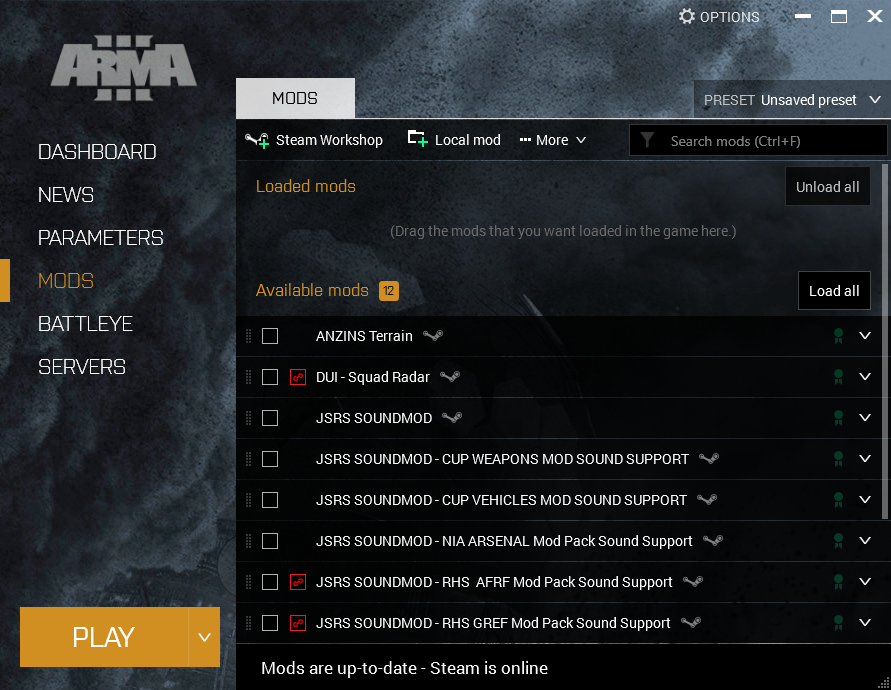 OPTIONS
ARMA III
MODS
PRESET Unsaved preset
DASHBOARD
NEWS
PARAMETERS
MODS
BATTLEYE
SERVERS
Steam Workshop
Local mod
More
Search mods (Ctrl+F)
Loaded mods
Unload all
(Drag the mods that you want loaded in the game here.)
Available mods 12
Load all
ANZINS Terrain
DUI - Squad Radar
JSRS SOUNDMOD
JSRS SOUNDMOD - CUP WEAPONS MOD SOUND SUPPORT
JSRS SOUNDMOD - CUP VEHICLES MOD SOUND SUPPORT
JSRS SOUNDMOD - NIA ARSENAL Mod Pack Sound Support
JSRS SOUNDMOD - RHS  AFRF Mod Pack Sound Support
JSRS SOUNDMOD - RHS GREF Mod Pack Sound Support
PLAY
Mods are up-to-date - Steam is online